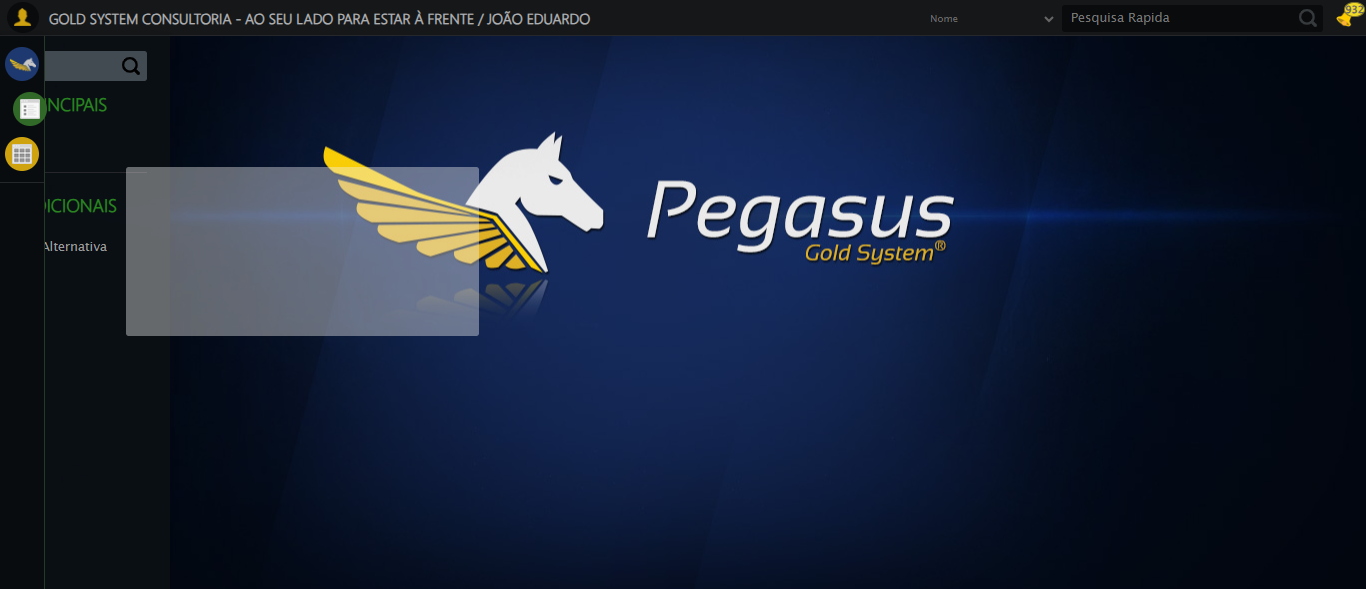 GOLD SYSTEM CONSULTORIA - AO SEU LADO PARA ESTAR À FRENTE / JOÃO EDUARDO
Nome
Pesquisa Rapida
932
INCIPAIS
DICIONAIS
Alternativa
Pegasus
Gold System®